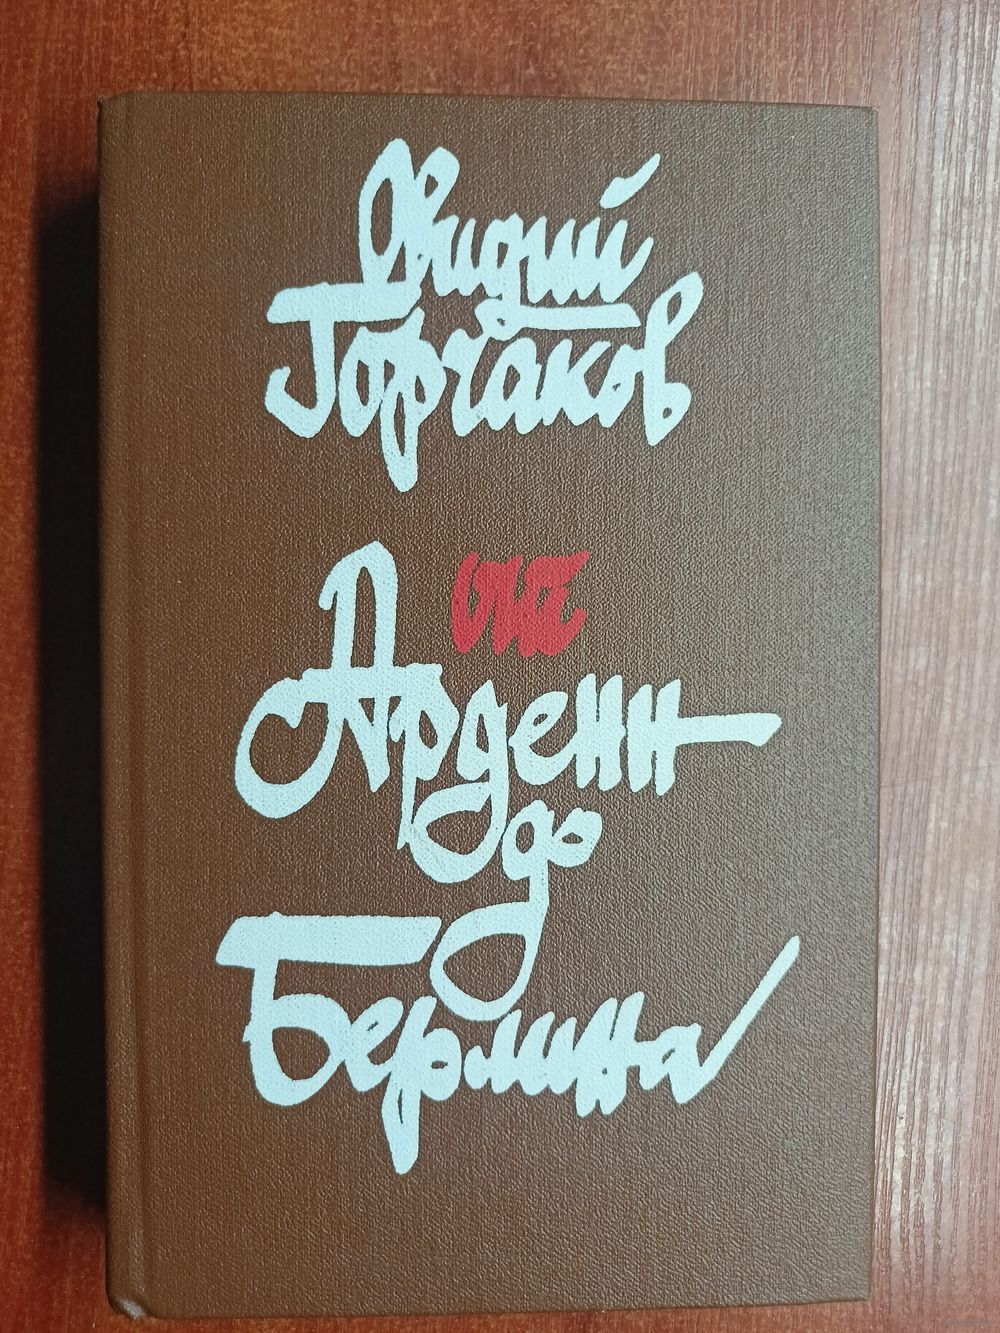 Овидий
Горчаков
от
Арденн
до
Берлина